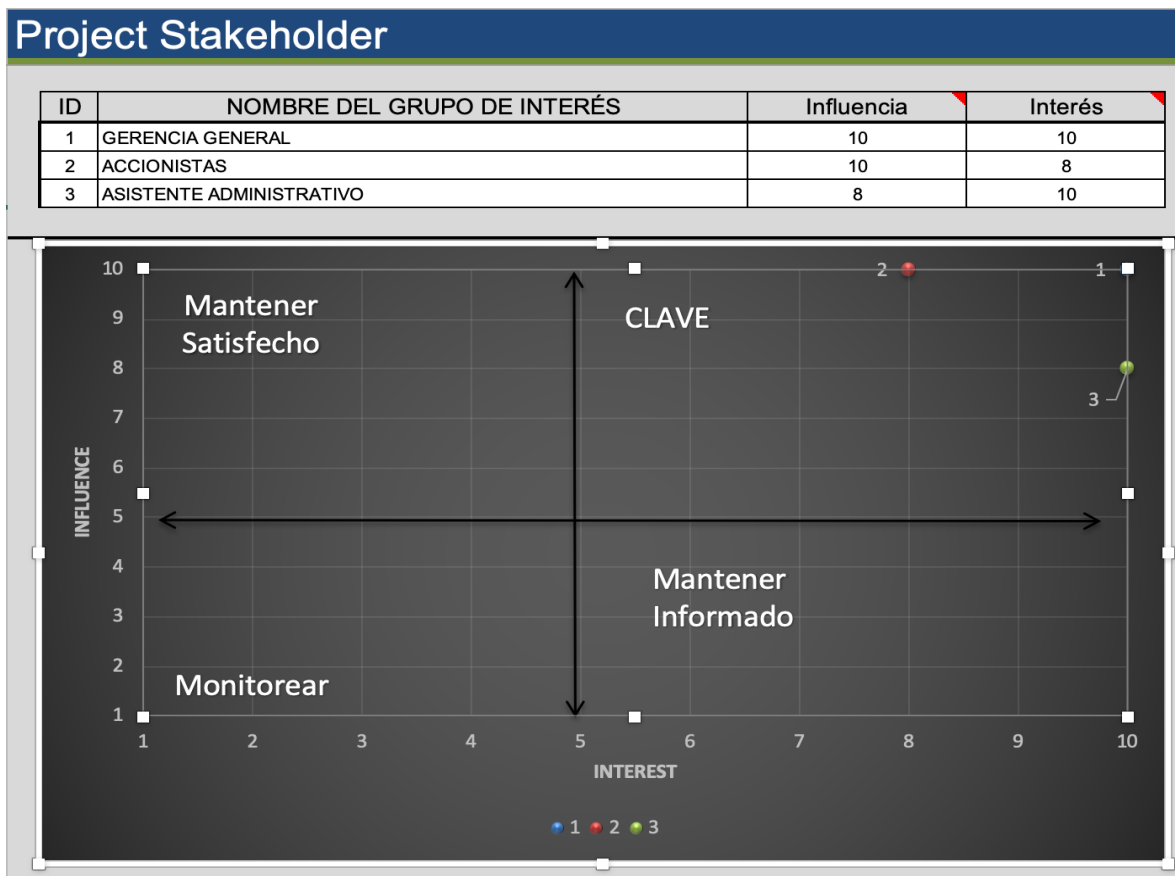 Project Stakeholder
ID NOMBRE DEL GRUPO DE INTERÉS Influencia Interés
1 GERENCIA GENERAL 10 10
2 ACCIONISTAS 10 8
3 ASISTENTE ADMINISTRATIVO 8 10
10
9
8
7
6
5
4
3
2
1
INFLUENCE
Mantener
Satisfecho
CLAVE
2
1
3
Mantener
Informado
Monitorear
1 2 3 4 5 6 7 8 9 10
INTEREST
1 2 3